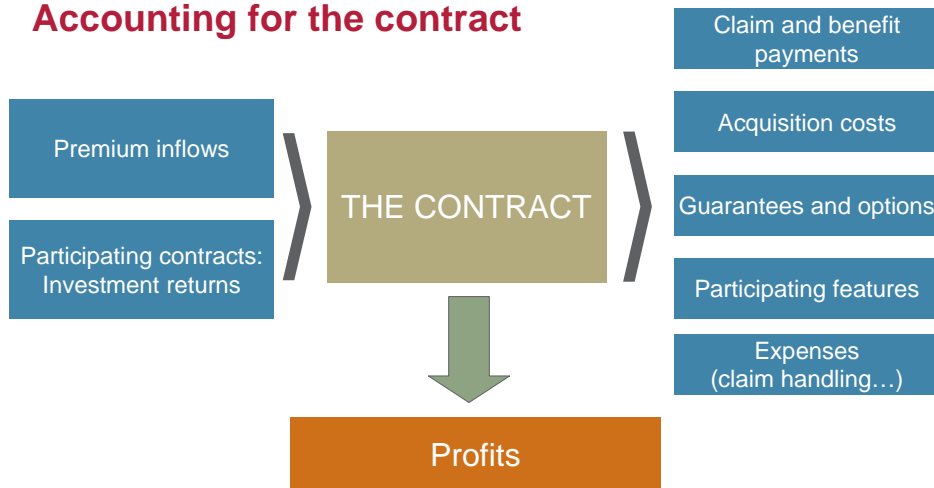 Accounting for the contract
Premium inflows
Participating contracts:
Investment returns
THE CONTRACT
Claim and benefit
payments
Acquisition costs
Guarantees and options
Participating features
Expenses
(claim handling…)
Profits